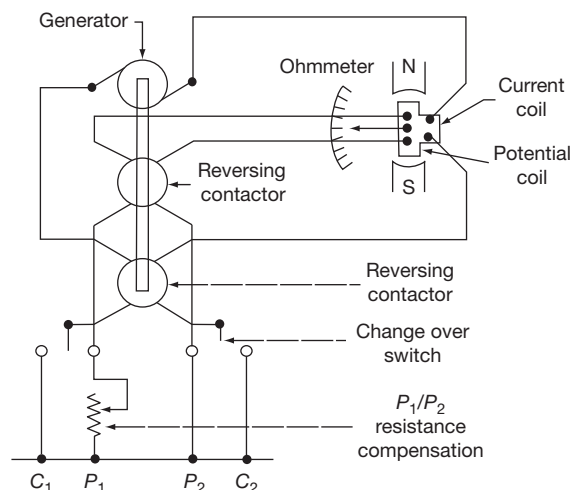 Generator
Ohmmeter
N
Current
coil
Potential
coil
S
Reversing
contactor
Reversing
contactor
Change over
switch
P1/P2
resistance
compensation
C1 P1 P2 C2